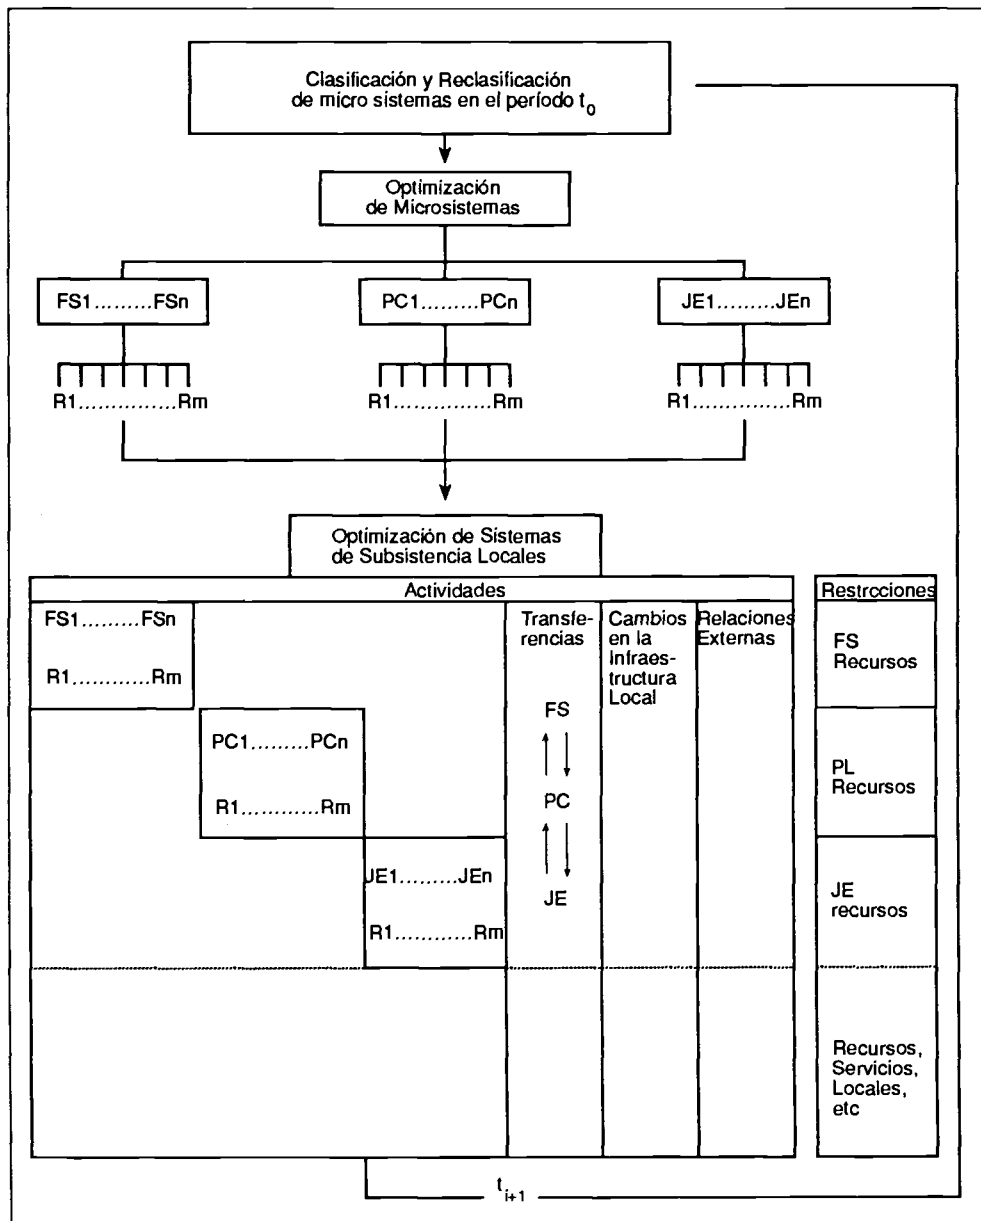 Clasificación y Reclasificación
de micro sistemas en el período t0
Optimización
de Microsistemas
FS1.........FSn
PC1.........PCn
JE1.........JEn
R1...............Rm
R1...............Rm
R1...............Rm
Optimización de Sistemas
de Subsistencia Locales
Actividades
Restrcciones
FS1.........FSn
R1............Rm
PC1.........PCn
R1............Rm
JE1.........JEn
R1............Rm
Transfe-
rencias
FS
PC
JE
Cambios
en la
Infraes-
tructura
Local
Relaciones
Externas
FS
Recursos
PL
Recursos
JE
recursos
Recursos,
Servicios,
Locales,
etc
ti+1